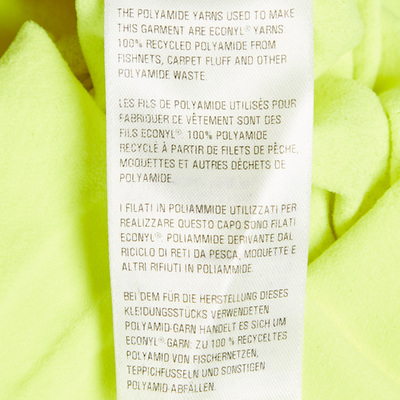 THE POLYAMIDE YARNS USED TO MAKE
THIS GARMENT ARE ECONYL® YARNS
100% RECYCLED POLYAMIDE FROM
FISHNETS, CARPET FLUFF AND OTHER
POLYAMIDE WASTE.
LES FILS DE POLYAMIDE UTILISÉS POUR
FABRIQUER CE VÊTEMENT SONT DES
FILS ECONYL®: 100% POLYAMIDE
RECYCLÉ À PARTIR DE FILETS DE PÊCHE,
MOQUETTES ET AUTRES DÉCHETS DE
POLYAMIDE.
I FILATI IN POLIAMMIDE UTILIZZATI PER
REALIZZARE QUESTO CAPO SONO FILATI
ECONYL®: POLIAMMIDE DERIVANTE DAL
RICICLO DI RETI DA PESCA, MOQUETTE E
ALTRI RIFIUTI IN POLIAMMIDE.
BEI DEM FÜR DIE HERSTELLUNG DIESES
KLEIDUNGSSTÜCKS VERWENDETEN
POLYAMID-GARN HANDELT ES SICH UM
ECONYL®-GARN: ZU 100 % RECYCELTES
POLYAMID VON FISCHERNETZEN,
TEPPICHFUSSELN UND SONSTIGEN
POLYAMID-ABFÄLLEN.